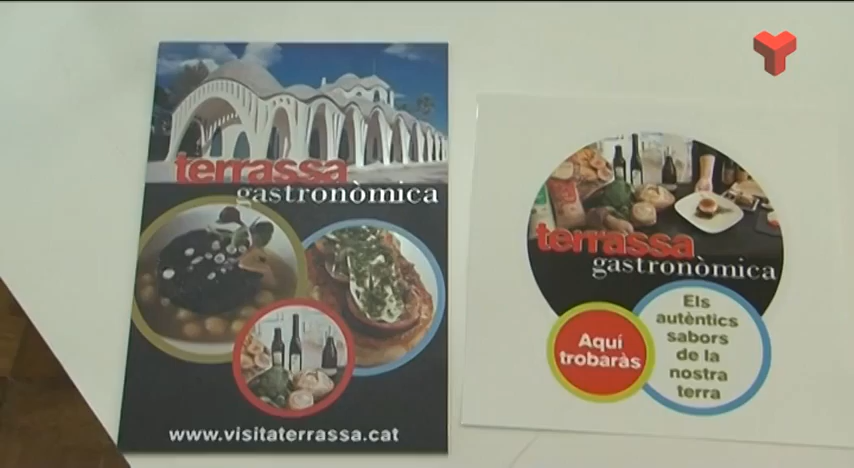 terrassa
gastronòmica
www.visitaterrassa.cat
terrassa
gastronòmica
Aquí
trobaràs
Els
autèntics
sabors
de la
nostra
terra